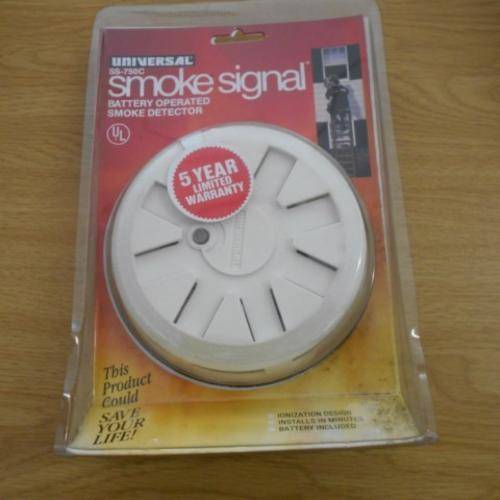 UNIVERSAL®
SS-750C
smoke signal
BATTERY OPERATED
SMOKE DETECTOR
UL
5 YEAR
LIMITED
WARRANTY
This
Product
Could
SAVE
YOUR
LIFE!
IONIZATION DESIGN
INSTALLS IN MINUTES
BATTERY INCLUDED